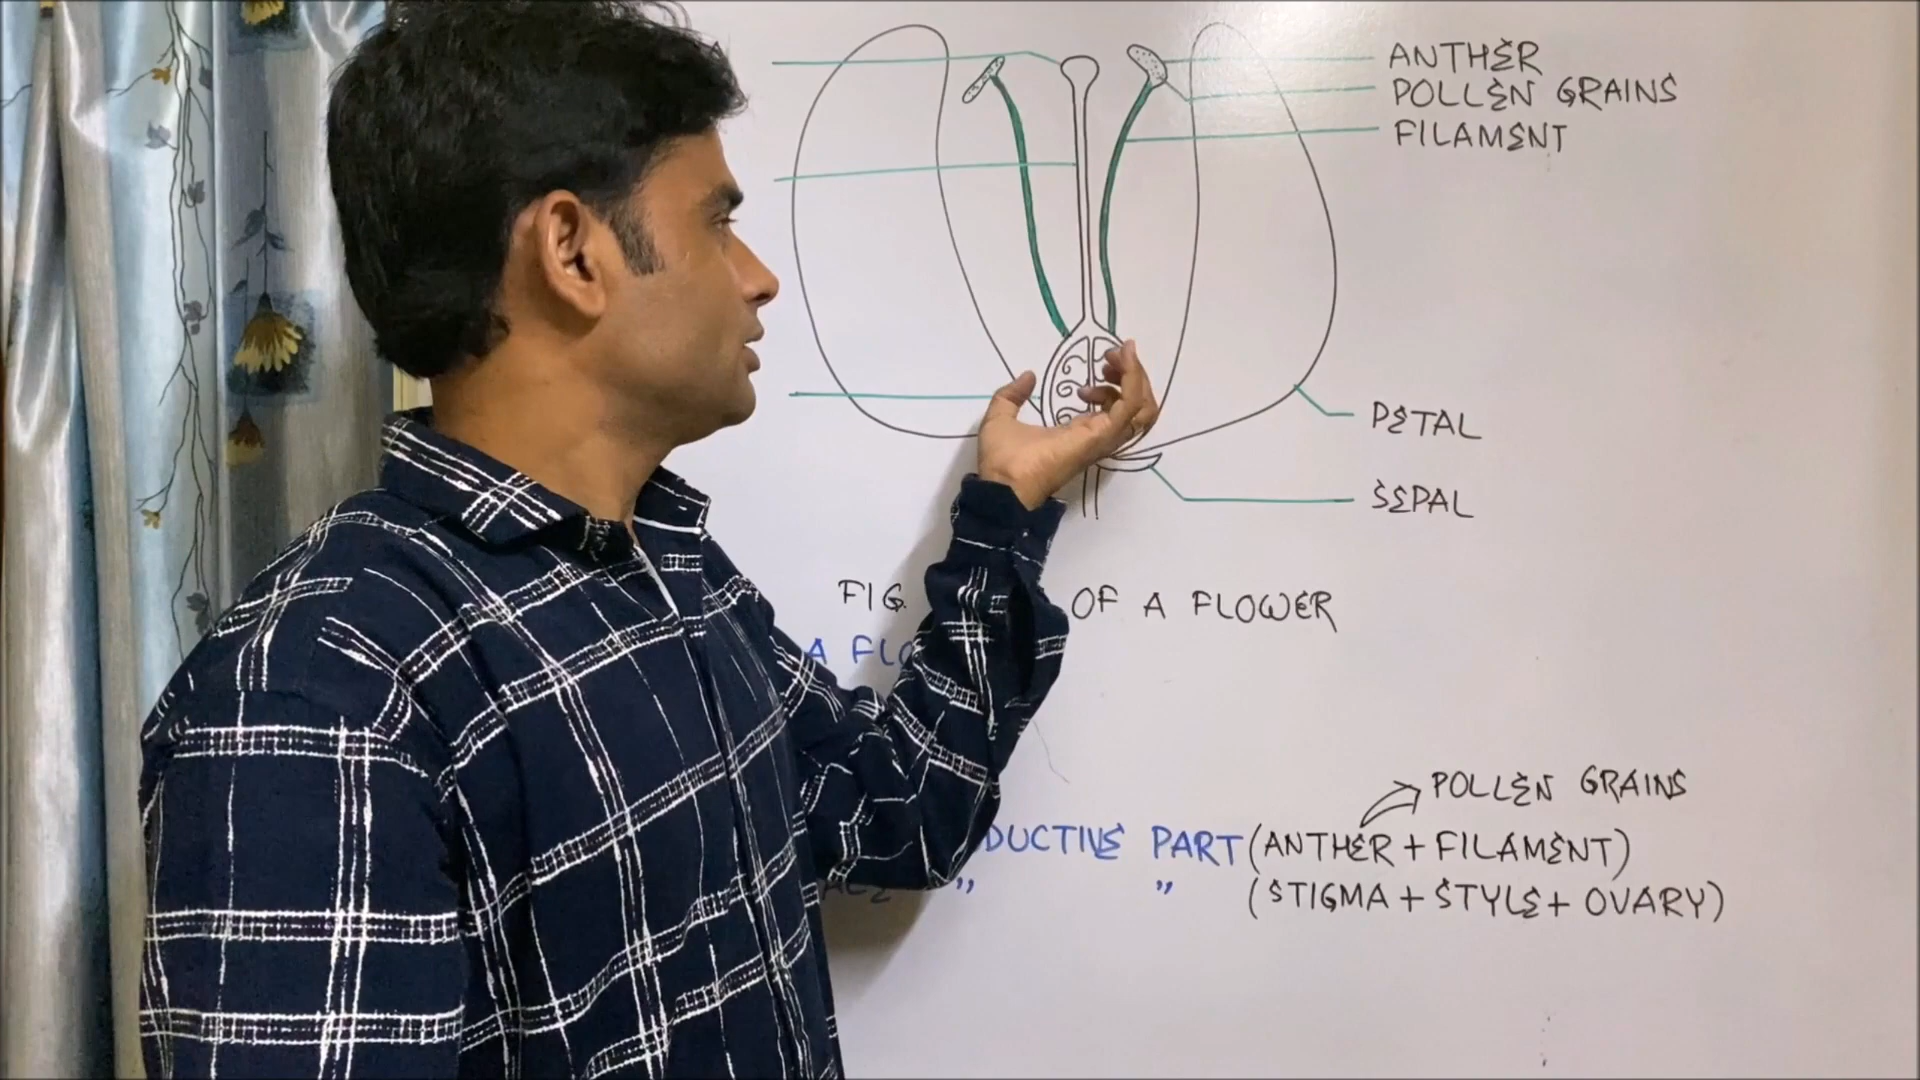 ANTHER
POLLEN GRAINS
FILAMENT
PETAL
SEPAL
FIG. OF A FLOWER
A FLO
POLLEN GRAINS
DUCTIVE PART (ANTHER + FILAMENT)
" " (STIGMA + STYLE + OVARY)